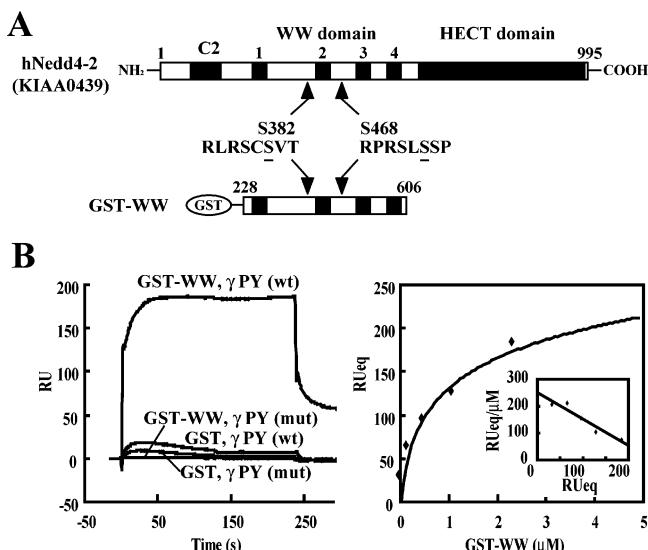 A
WW domain
HECT domain
hNedd4-2
(KIAA0439)
NH₂
1
C2
1
2
3
4
995
COOH
S382
S468
RLRSCSVT
RPRSLSSP
228
606
GST-WW
GST
B
GST-WW, γPY (wt)
GST-WW, γPY (mut)
GST, γPY (wt)
GST, γPY (mut)
RU
200
150
100
50
0
-50
-50
50
150
250
Time (s)
RUeq
250
200
150
100
50
0
0
1
2
3
4
5
GST-WW (μM)
RUeq/μM
300
200
100
0
0
100
200
RUeq